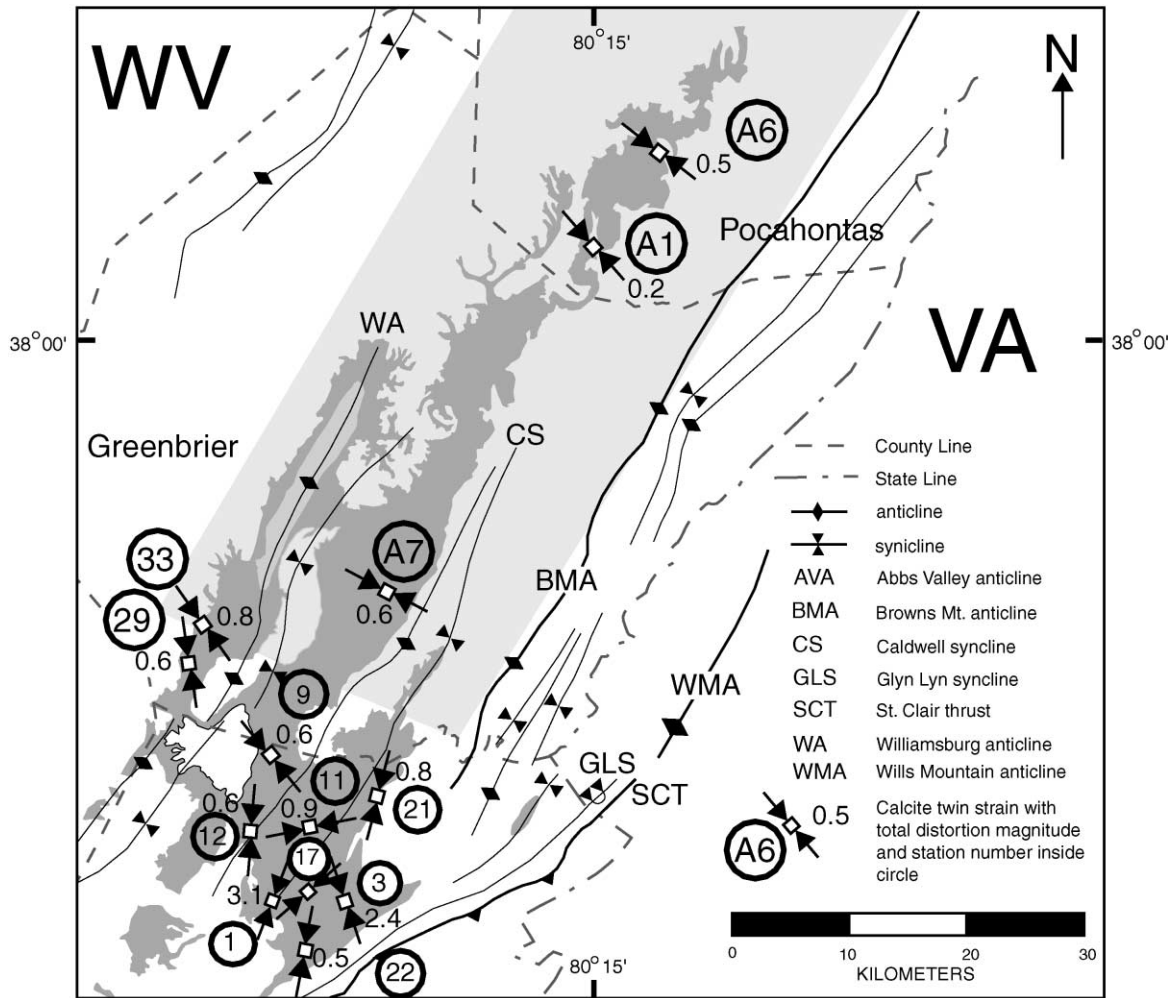 WV
80°15'
N
A6
0.5
A1
Pocahontas
0.2
WA
38°00'
38°00'
VA
Greenbrier
CS
County Line
State Line
anticline
synicline
AVA Abbs Valley anticline
BMA Browns Mt. anticline
CS Caldwell syncline
GLS Glyn Lyn syncline
SCT St. Clair thrust
WA Williamsburg anticline
WMA Wills Mountain anticline
0.5 Calcite twin strain with
total distortion magnitude
and station number inside
circle
A6
A7
33
BMA
29
0.8
0.6
0.6
WMA
9
0.6
GLS
11
0.8
SCT
0.6
0.9
21
12
17
3
3.1
2.4
1
0.5
22
80°15'
0 10 20 30
KILOMETERS